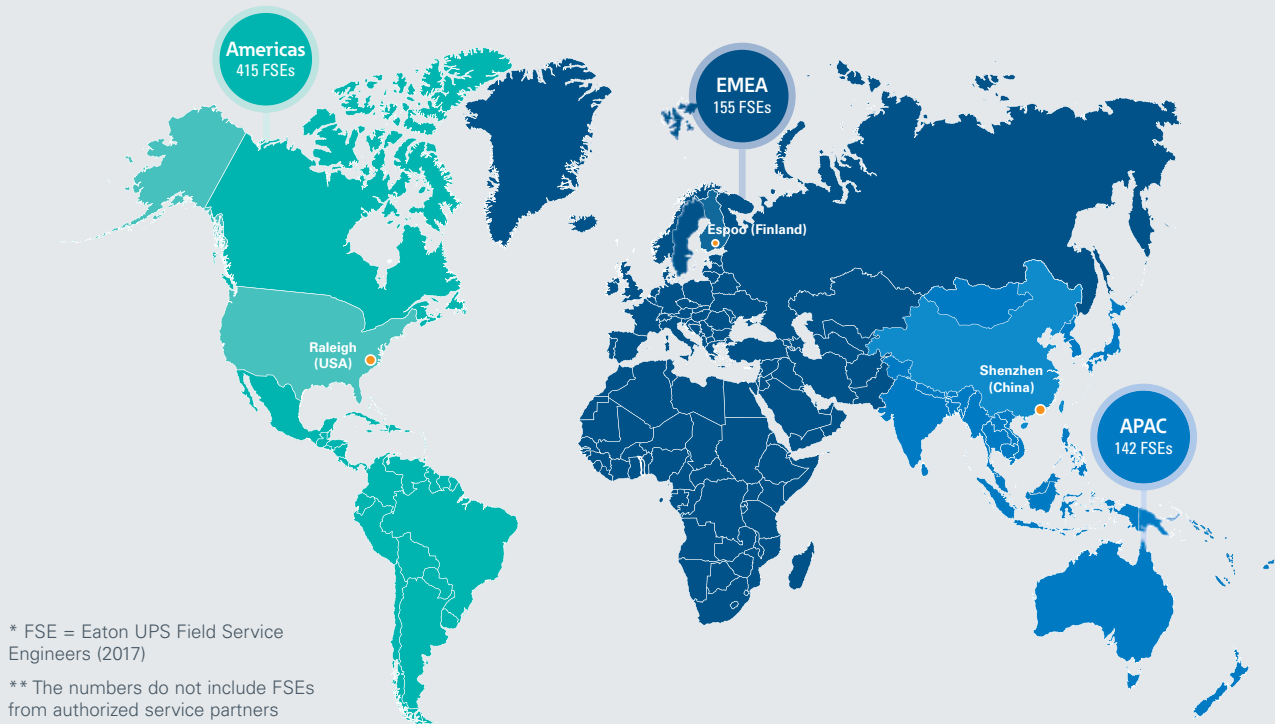 Americas
415 FSEs
EMEA
155 FSEs
Espoo (Finland)
Raleigh
(USA)
Shenzhen
(China)
APAC
142 FSEs
* FSE = Eaton UPS Field Service
Engineers (2017)
** The numbers do not include FSEs
from authorized service partners